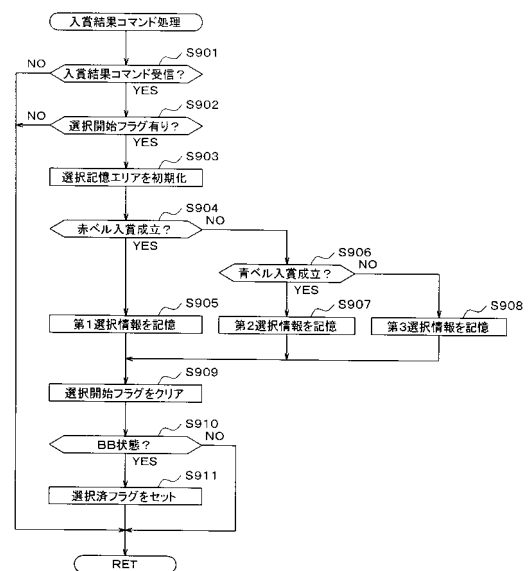 入賞結果コマンド処理
S901
NO
入賞結果コマンド受信？
YES
S902
NO
選択開始フラグ有り？
YES
S903
選択記憶エリアを初期化
S904
NO
赤ベル入賞成立？
YES
S906
NO
青ベル入賞成立？
YES
S905
S907
S908
第1選択情報を記憶
第2選択情報を記憶
第3選択情報を記憶
S909
選択開始フラグをクリア
S910
NO
BB状態？
YES
S911
選択済フラグをセット
RET